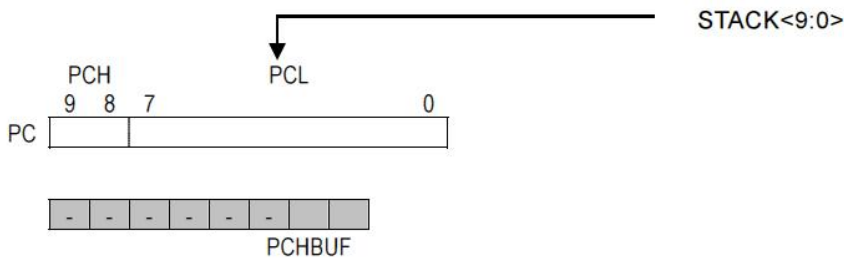 STACK<9:0>
PCH PCL
9 8 7 0
PC
- - - - - -
PCHBUF